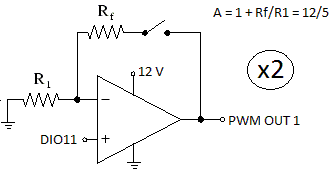 Rf
A = 1 + Rf/R1 = 12/5
R1
12 V
x2
−
+
DIO11
PWM OUT 1